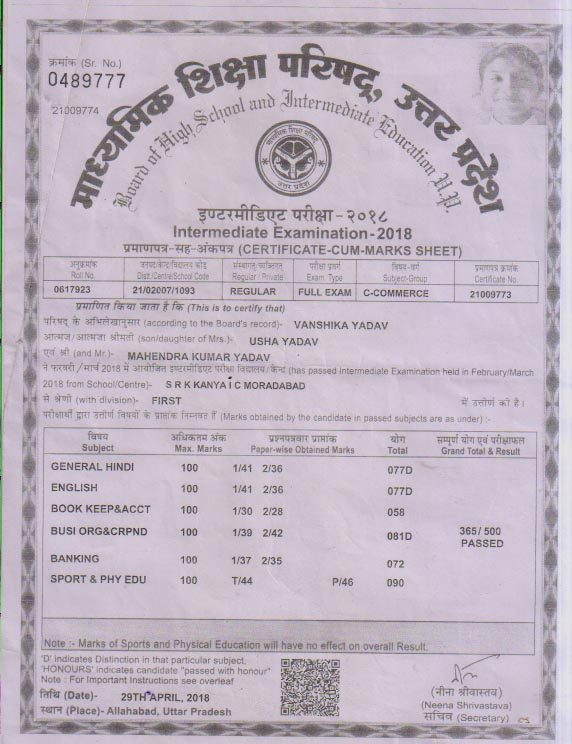 क्रमांक (Sr. No.)
0489777
21009774
माध्यमिक शिक्षा परिषद, उत्तर प्रदेश
Board of High School and Intermediate Education U.P.
माध्यमिक शिक्षा परिषद्
उत्तर प्रदेश
इण्टरमीडिएट परीक्षा-२०१८
Intermediate Examination-2018
प्रमाणपत्र-सह-अंकपत्र (CERTIFICATE-CUM-MARKS SHEET)
अनुक्रमांक जनपद/केन्द्र/विद्यालय कोड संस्थागत/व्यक्तिगत परीक्षा प्रकार विषय-वर्ग प्रमाणपत्र क्रमांक
Roll No. Distt./Centre/School Code Regular / Private Exam. Type Subject-Group Certificate No.
0617923 21/02007/1093 REGULAR FULL EXAM C-COMMERCE 21009773
प्रमाणित किया जाता है कि (This is to certify that)
परिषद् के अभिलेखानुसार (according to the Board's record)- VANSHIKA YADAV
आत्मज/आत्मजा श्रीमती (son/daughter of Mrs.)- USHA YADAV
एवं श्री (and Mr.)- MAHENDRA KUMAR YADAV
ने फरवरी /मार्च 2018 में आयोजित इण्टरमीडिएट परीक्षा विद्यालय/केन्द्र (has passed Intermediate Examination held in February/March
2018 from School/Centre)- S R K KANYA i C MORADABAD
से श्रेणी (with division)- FIRST में उत्तीर्ण की है।
परीक्षार्थी द्वारा उत्तीर्ण विषयों के प्राप्तांक निम्नवत हैं (Marks obtained by the candidate in passed subjects are as under) :-
विषय अधिकतम अंक प्रश्नपत्रवार प्राप्तांक योग सम्पूर्ण योग एवं परीक्षाफल
Subject Max. Marks Paper-wise Obtained Marks Total Grand Total & Result
GENERAL HINDI 100 1/41 2/36 077D
ENGLISH 100 1/41 2/36 077D
BOOK KEEP&ACCT 100 1/30 2/28 058
BUSI ORG&CRPND 100 1/39 2/42 081D 365/500
PASSED
BANKING 100 1/37 2/35 072
SPORT & PHY EDU 100 T/44 P/46 090
Note :- Marks of Sports and Physical Education will have no effect on overall Result.
'D' indicates Distinction in that particular subject.
'HONOURS' indicates candidate "passed with honour"
Note : For Important Instructions see overleaf
तिथि (Date)- 29TH APRIL, 2018
स्थान (Place)- Allahabad, Uttar Pradesh
(नीना श्रीवास्तव)
(Neena Shrivastava)
सचिव (Secretary)